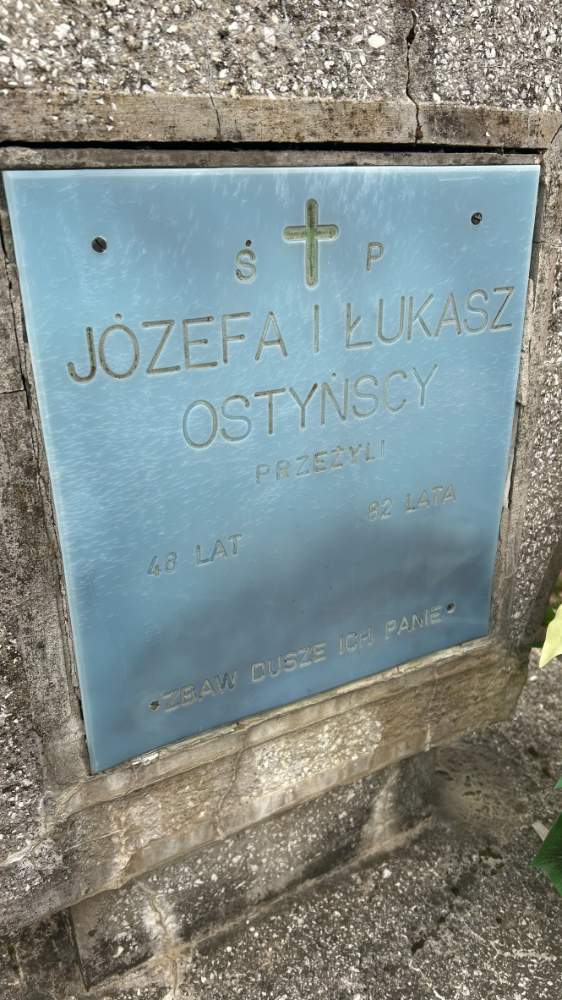 Ś P
JÓZEFA I ŁUKASZ
OSTYŃSCY
PRZEŻYLI
48 LAT 82 LATA
ZBAW DUSZE ICH PANIE